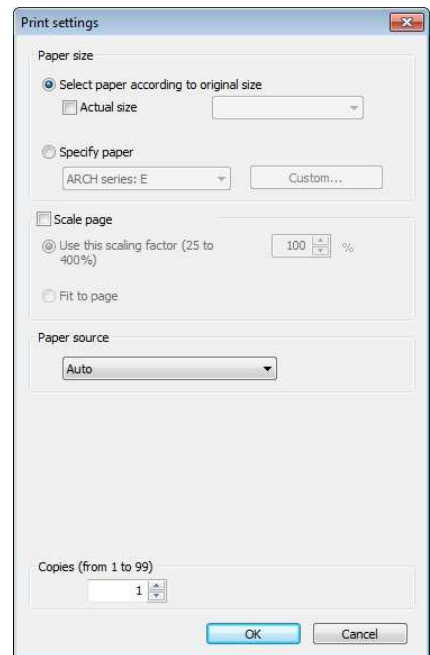 Print settings
Paper size
Select paper according to original size
Actual size
Specify paper
ARCH series: E
Custom...
Scale page
Use this scaling factor (25 to
400%)
100 %
Fit to page
Paper source
Auto
Copies (from 1 to 99)
1
OK Cancel